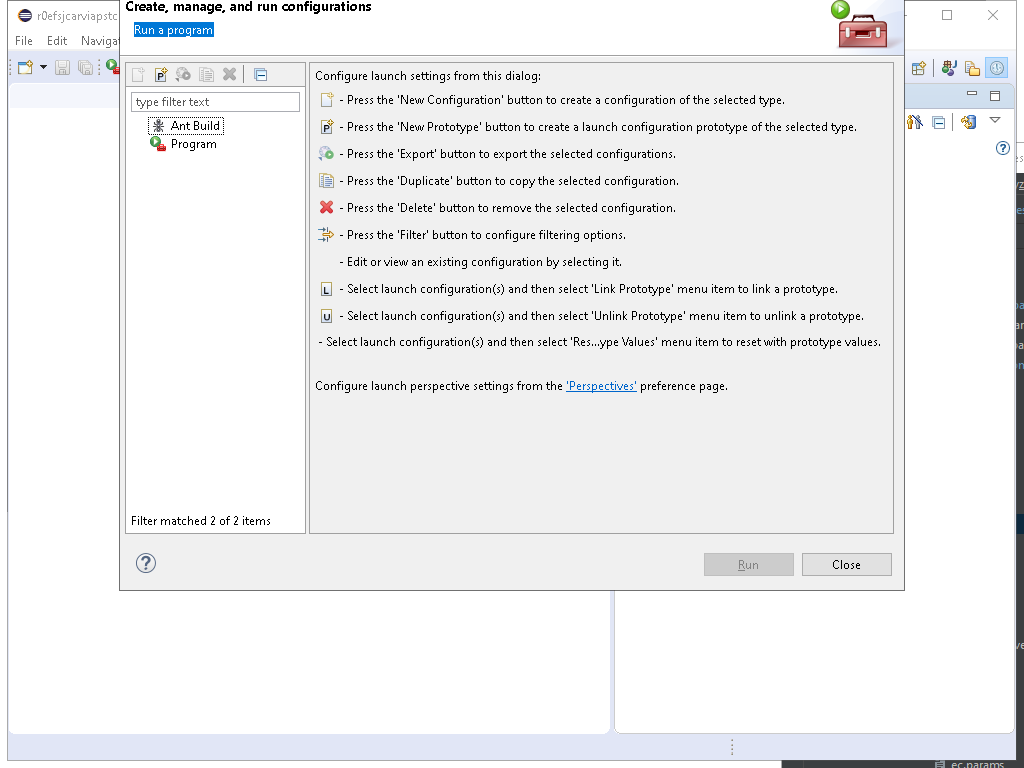 Create, manage, and run configurations
Run a program
r0efsjcarviapstc
File Edit Navigat
type filter text
Ant Build
Program
Filter matched 2 of 2 items
Configure launch settings from this dialog:
- Press the 'New Configuration' button to create a configuration of the selected type.
- Press the 'New Prototype' button to create a launch configuration prototype of the selected type.
- Press the 'Export' button to export the selected configurations.
- Press the 'Duplicate' button to copy the selected configuration.
- Press the 'Delete' button to remove the selected configuration.
- Press the 'Filter' button to configure filtering options.
- Edit or view an existing configuration by selecting it.
L - Select launch configuration(s) and then select 'Link Prototype' menu item to link a prototype.
U - Select launch configuration(s) and then select 'Unlink Prototype' menu item to unlink a prototype.
- Select launch configuration(s) and then select 'Res...ype Values' menu item to reset with prototype values.
Configure launch perspective settings from the 'Perspectives' preference page.
Run
Close
ec.params